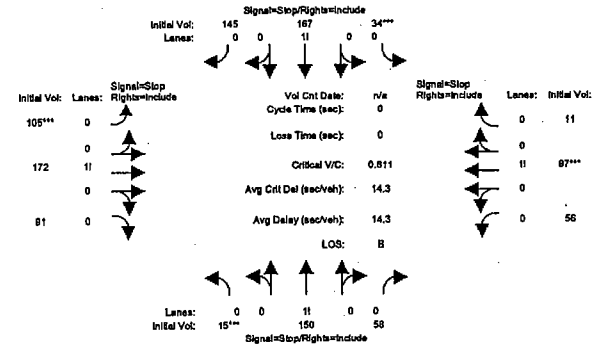 Signal=Stop/Rights=Include
Initial Vol: 145 167 34***
Lanes: 0 0 1! 0 0
Signal=Stop
Initial Vol: Lanes: Rights=Include
Vol Cnt Date: n/a
Signal=Stop
Rights=Include Lanes: Initial Vol:
Cycle Time (sec): 0
105*** 0
0 11
Loss Time (sec): 0
0
0
172 1!
Critical V/C: 0.611
1! 97***
0
Avg Crit Del (sec/veh): 14.3
0
91 0
Avg Delay (sec/veh): 14.3
0 56
LOS: B
Lanes: 0 0 1! 0 0
Initial Vol: 15*** 150 58
Signal=Stop/Rights=Include